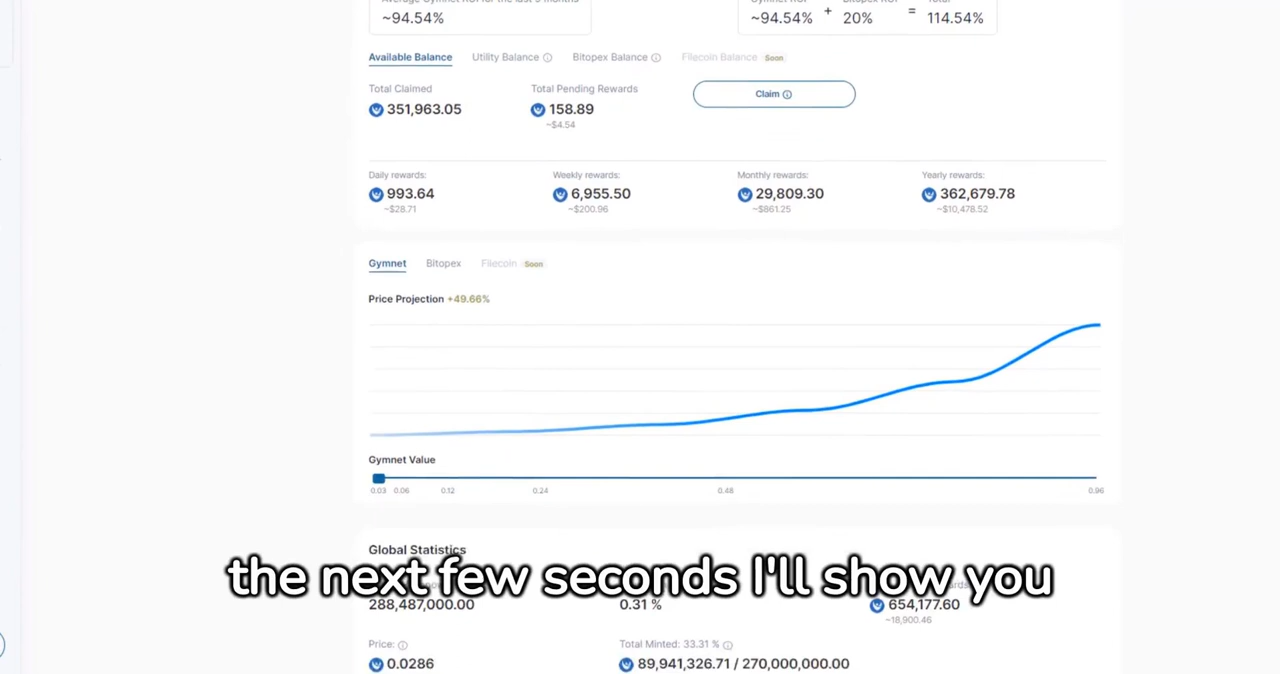 ~94.54%
~94.54% + 20% = 114.54%
Available Balance Utility Balance Bitopex Balance Filecoin Balance Soon
Total Claimed Total Pending Rewards Claim
351,963.05 158.89
~$4.54
Daily rewards: Weekly rewards: Monthly rewards: Yearly rewards:
993.64 6,955.50 29,809.30 362,679.78
~$28.71 ~$200.96 ~$861.25 ~$10,478.52
Gymnet Bitopex Filecoin Soon
Price Projection +49.66%
Gymnet Value
0.03 0.06 0.12 0.24 0.48 0.96
Global Statistics
the next few seconds I'll show you
288,487,000.00 0.31 % 654,177.60
~18,900.46
Price: Total Minted: 33.31 %
0.0286 89,941,326.71 / 270,000,000.00